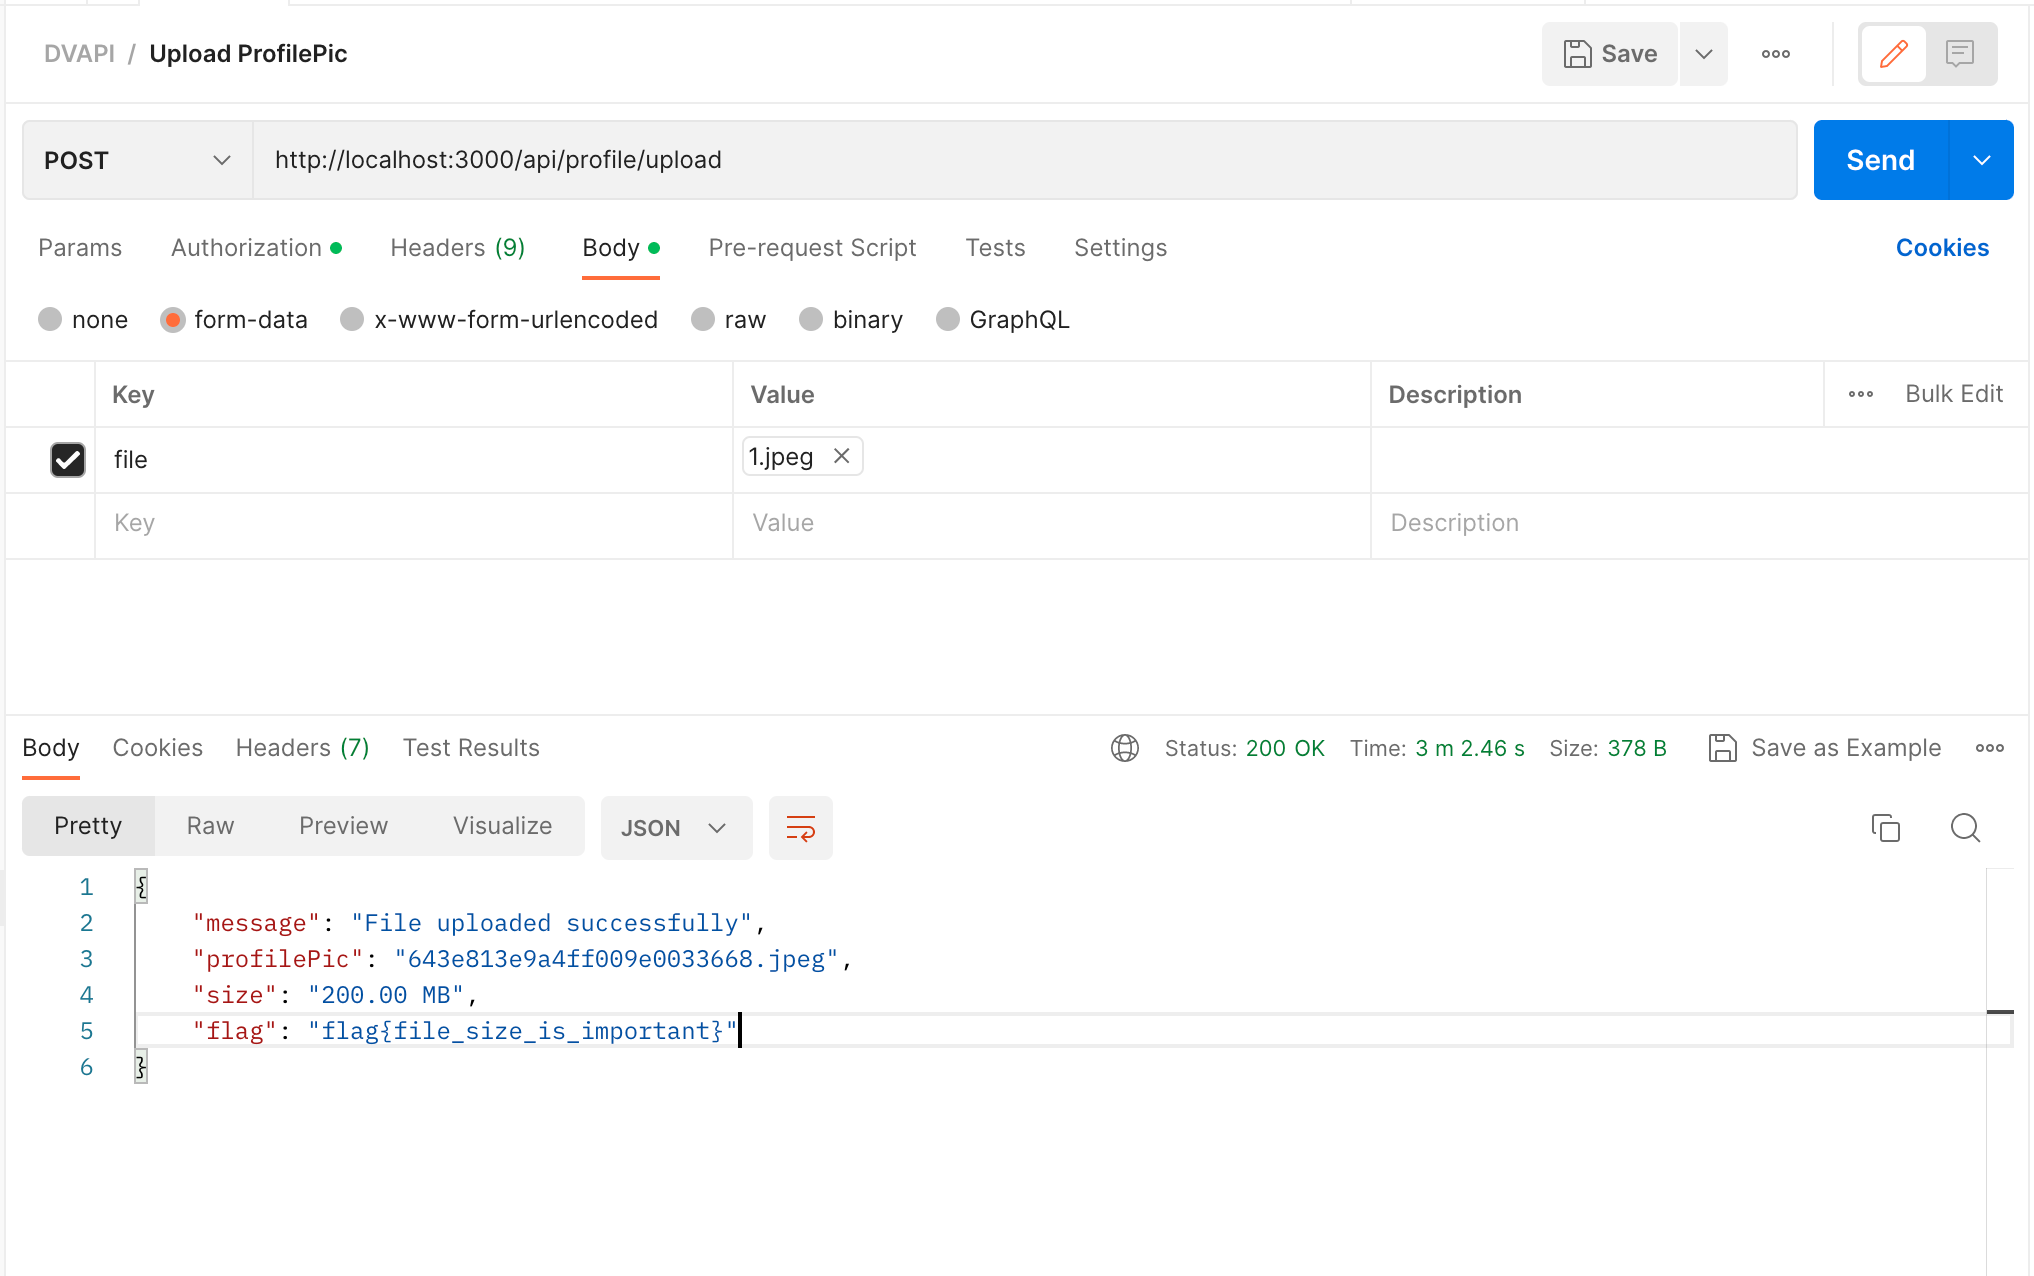 DVAPI / Upload ProfilePic
Save
POST
http://localhost:3000/api/profile/upload
Send
Params Authorization Headers (9) Body Pre-request Script Tests Settings Cookies
none form-data x-www-form-urlencoded raw binary GraphQL
Key Value Description Bulk Edit
file 1.jpeg
Key Value Description
Body Cookies Headers (7) Test Results Status: 200 OK Time: 3 m 2.46 s Size: 378 B Save as Example
Pretty Raw Preview Visualize JSON
1 {
2 "message": "File uploaded successfully",
3 "profilePic": "643e813e9a4ff009e0033668.jpeg",
4 "size": "200.00 MB",
5 "flag": "flag{file_size_is_important}"
6 }